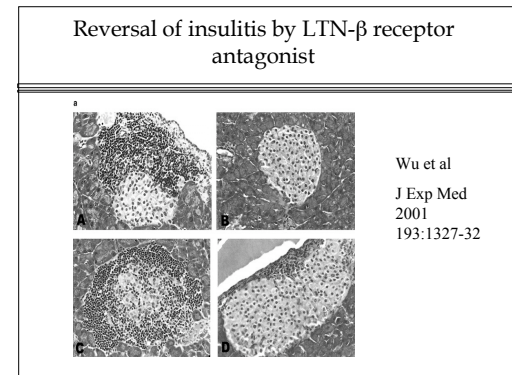 Reversal of insulitis by LTN-β receptor
antagonist
a
A
B
C
D
Wu et al
J Exp Med
2001
193:1327-32